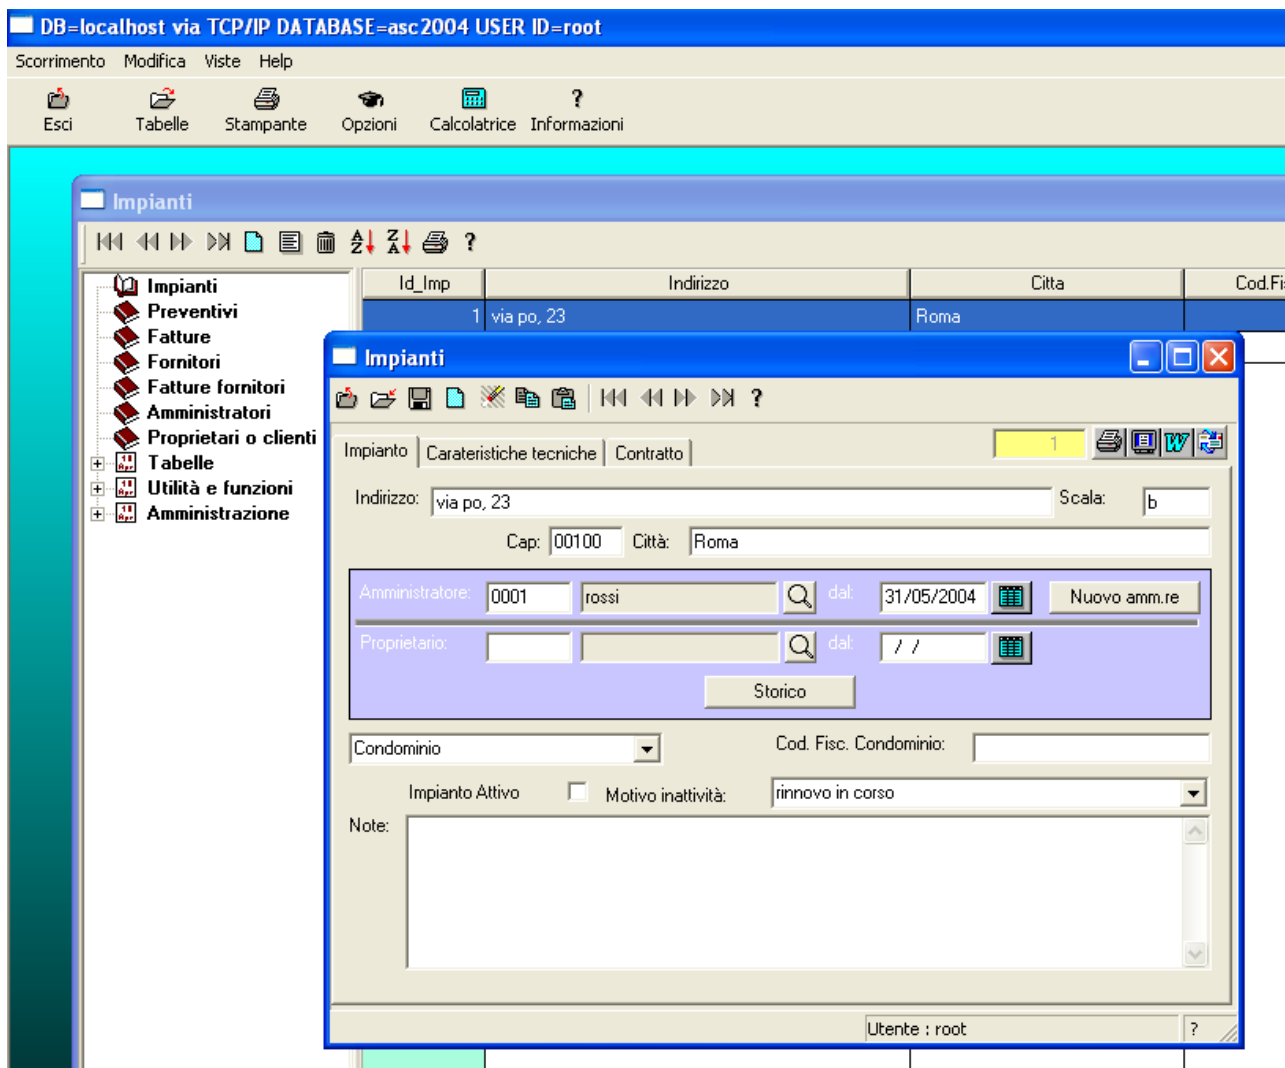 DB=localhost via TCP/IP DATABASE=asc2004 USER ID=root
Scorrimento Modifica Viste Help
Esci Tabelle Stampante Opzioni Calcolatrice Informazioni
Impianti
Impianti
Preventivi
Fatture
Fornitori
Fatture fornitori
Amministratori
Proprietari o clienti
Tabelle
Utilità e funzioni
Amministrazione
Id_Imp Indirizzo Citta Cod.Fis
1 via po, 23 Roma
Impianti
Impianto Carateristiche tecniche Contratto 1
Indirizzo: via po, 23 Scala: b
Cap: 00100 Città: Roma
Amministratore: 0001 rossi dal: 31/05/2004 Nuovo amm.re
Proprietario: dal: / /
Storico
Condominio Cod. Fisc. Condominio:
Impianto Attivo Motivo inattività: rinnovo in corso
Note:
Utente : root ?